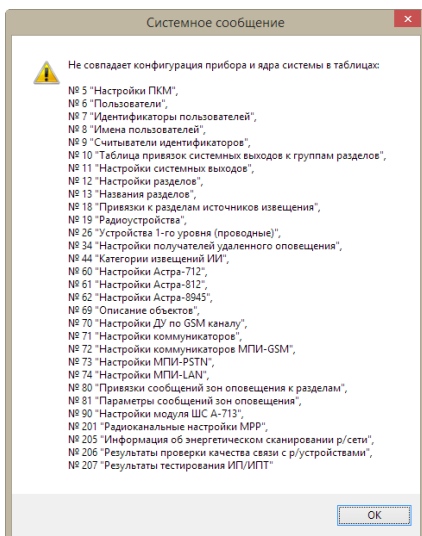 Системное сообщение
Не совпадает конфигурация прибора и ядра системы в таблицах:
№ 5 "Настройки ПКМ",
№ 6 "Пользователи",
№ 7 "Идентификаторы пользователей",
№ 8 "Имена пользователей",
№ 9 "Считыватели идентификаторов",
№ 10 "Таблица привязок системных выходов к группам разделов",
№ 11 "Настройки системных выходов",
№ 12 "Настройки разделов",
№ 13 "Названия разделов",
№ 18 "Привязки к разделам источников извещения",
№ 19 "Радиоустройства",
№ 26 "Устройства 1-го уровня (проводные)",
№ 34 "Настройки получателей удаленного оповещения",
№ 44 "Категории извещений ИИ",
№ 60 "Настройки Астра-712",
№ 61 "Настройки Астра-812",
№ 62 "Настройки Астра-8945",
№ 69 "Описание объектов",
№ 70 "Настройки ДУ по GSM каналу",
№ 71 "Настройки коммуникаторов",
№ 72 "Настройки коммуникаторов МПИ-GSM",
№ 73 "Настройки МПИ-PSTN",
№ 74 "Настройки МПИ-LAN",
№ 80 "Привязки сообщений зон оповещения к разделам",
№ 81 "Параметры сообщений зон оповещения",
№ 90 "Настройки модуля ШС А-713",
№ 201 "Радиоканальные настройки МРР",
№ 205 "Информация об энергетическом сканировании р/сети",
№ 206 "Результаты проверки качества связи с р/устройствами",
№ 207 "Результаты тестирования ИП/ИПТ"
OK